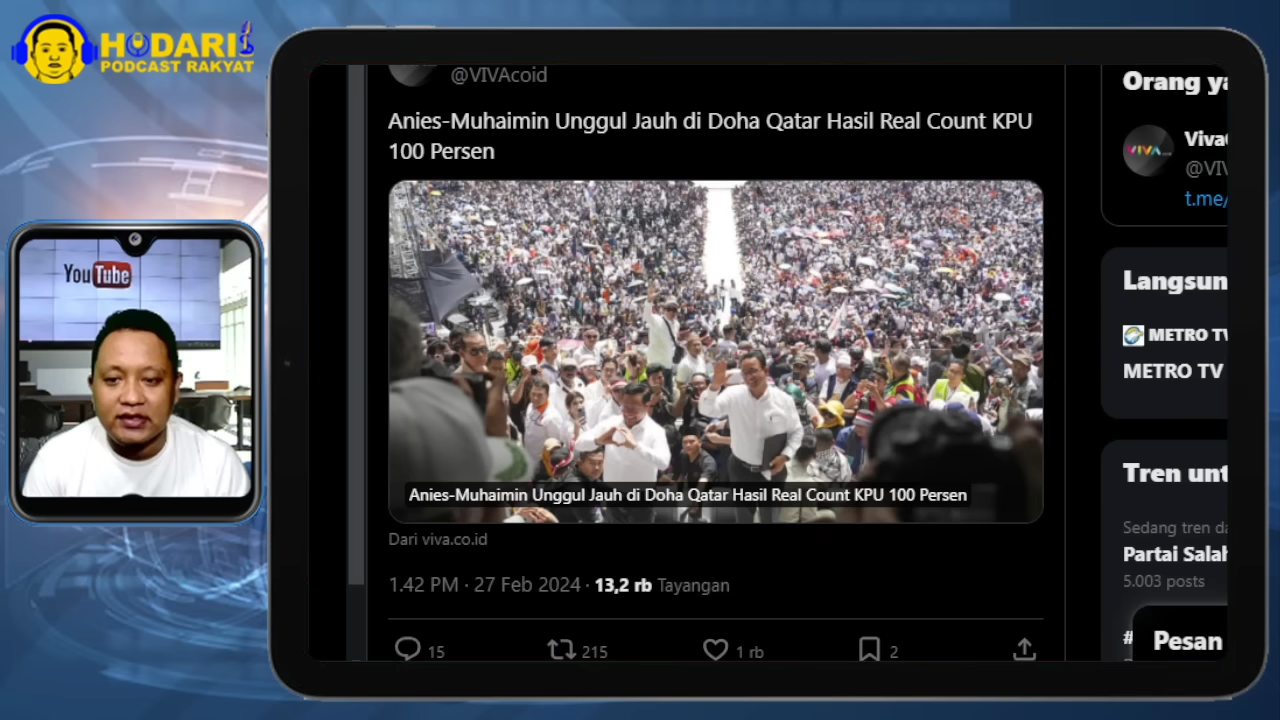 HODARI
PODCAST RAKYAT
YouTube
@VIVAcoid
Anies-Muhaimin Unggul Jauh di Doha Qatar Hasil Real Count KPU
100 Persen
Anies-Muhaimin Unggul Jauh di Doha Qatar Hasil Real Count KPU 100 Persen
Dari viva.co.id
1.42 PM · 27 Feb 2024 · 13,2 rb Tayangan
15
215
1 rb
2
Orang ya
VIVA
Viva
@VIV
t.me/
Langsun
METRO TV
METRO TV
Tren unt
Sedang tren da
Partai Salah
5.003 posts
#
Pesan